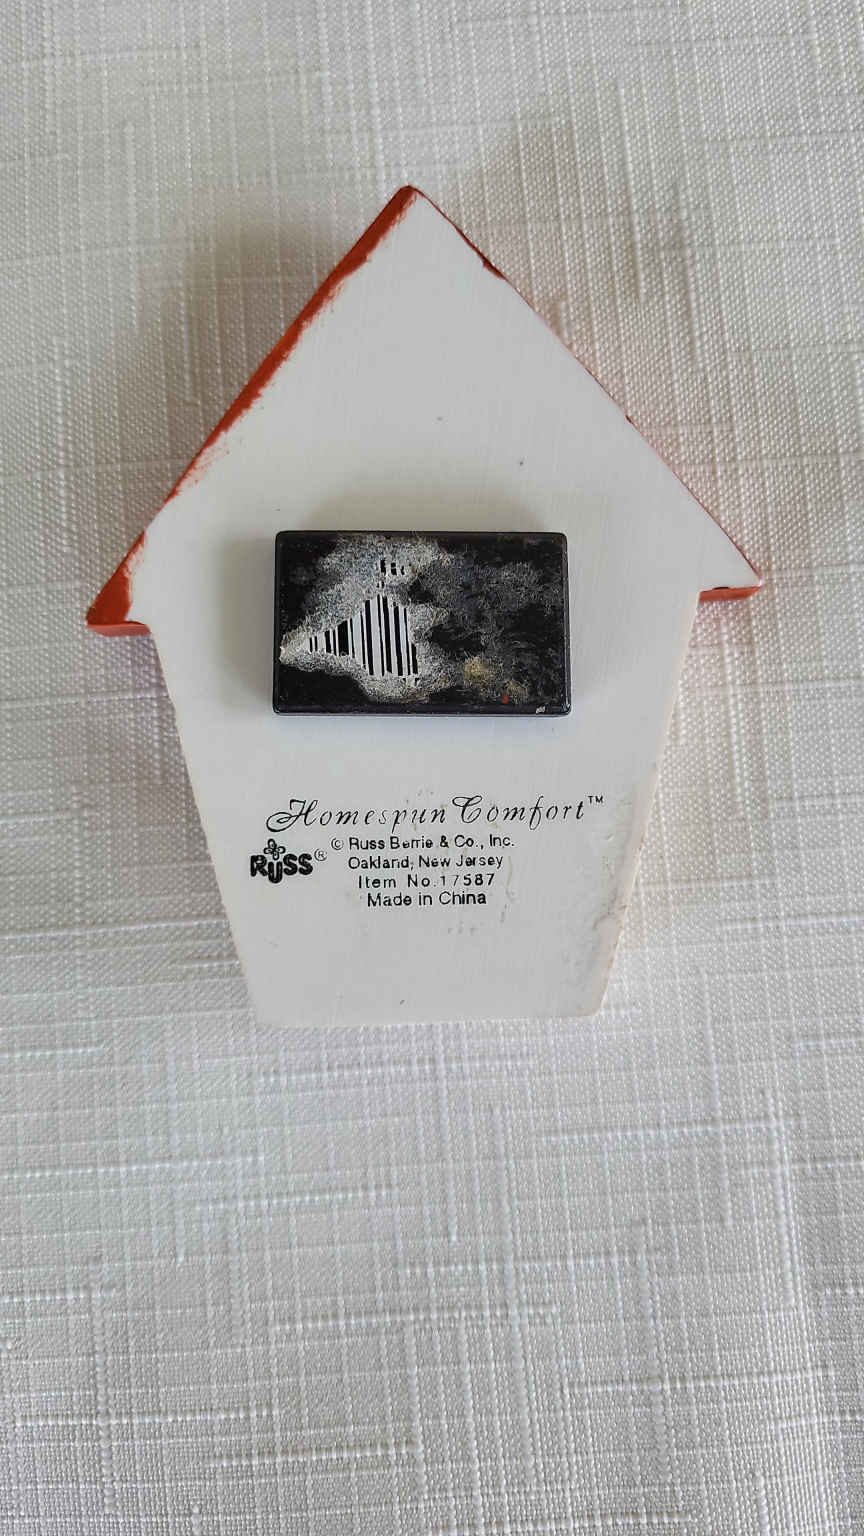 Homespun Comfort™
RUSS® © Russ Berrie & Co., Inc.
Oakland, New Jersey
Item No.17587
Made in China